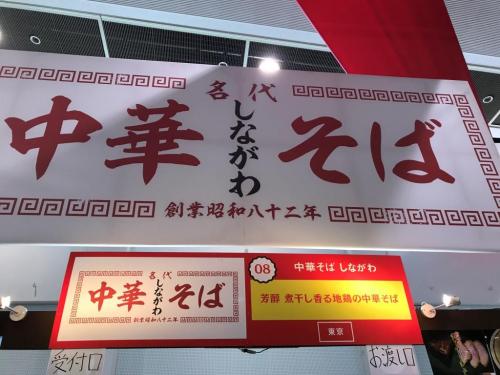 名代
中華 しながわ そば
創業昭和八十二年
名代
中華 しながわ そば
創業昭和八十二年
08
中華そば しながわ
芳醇 煮干し香る地鶏の中華そば
東京
受付口
お渡し口